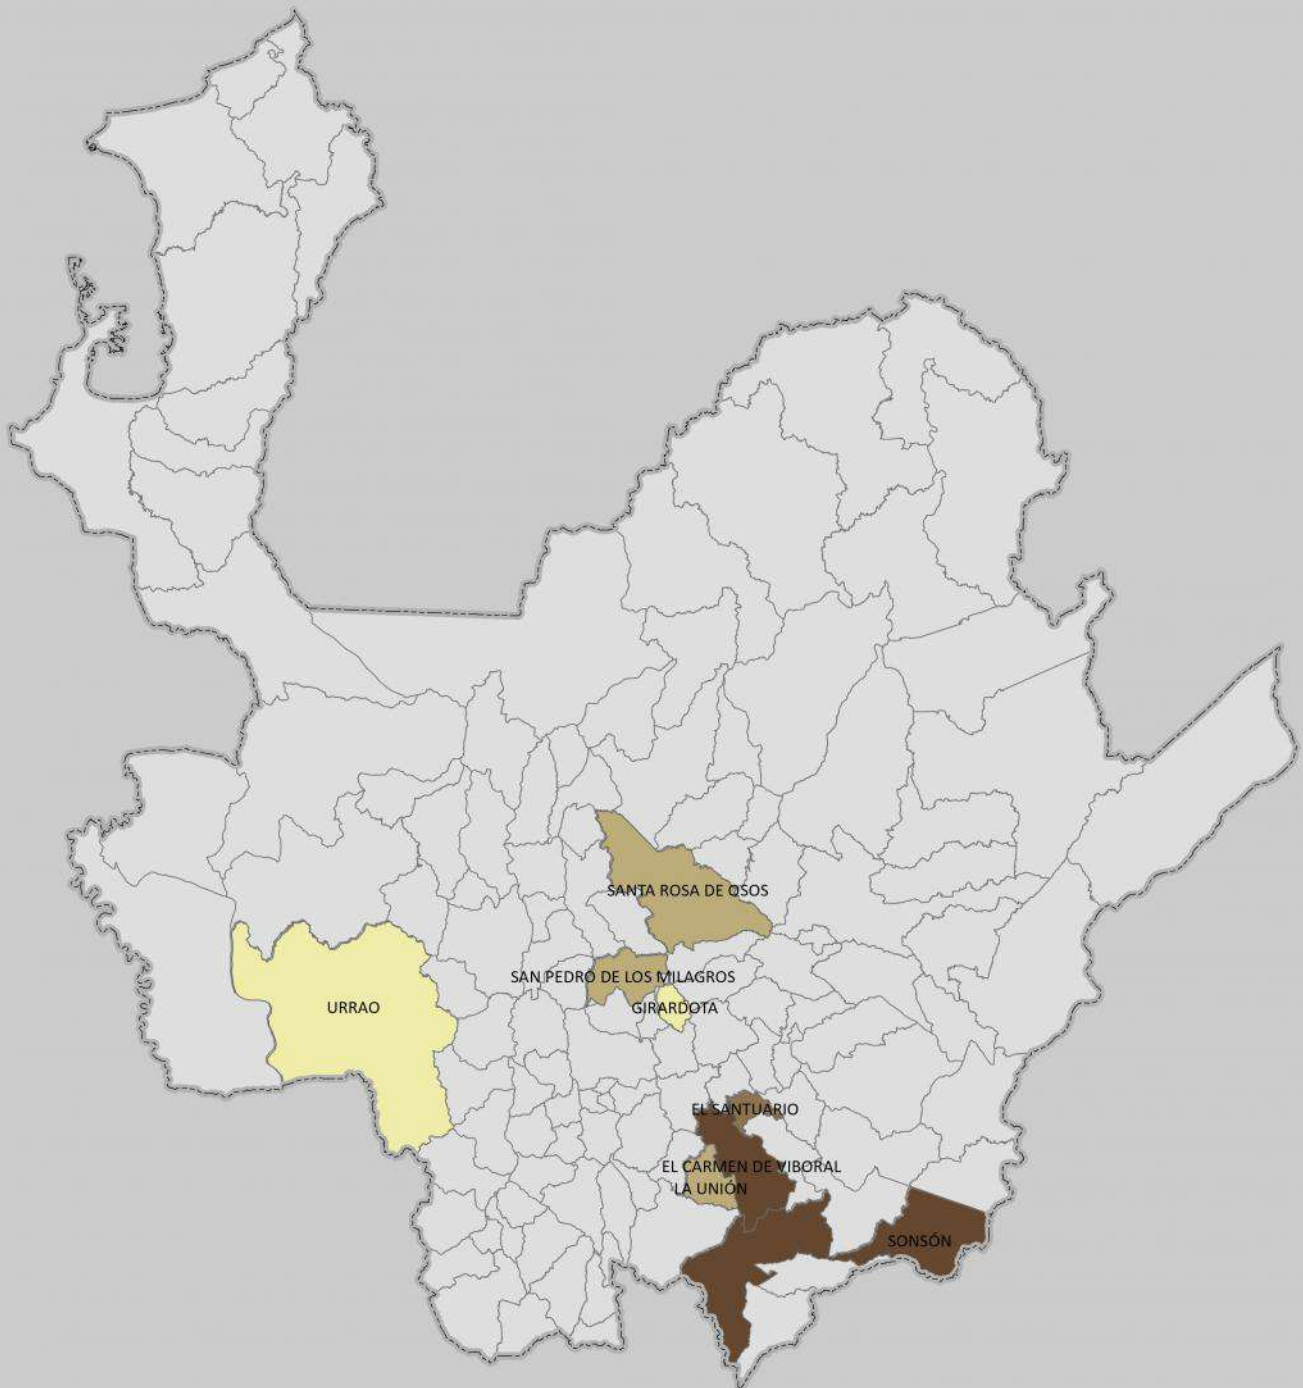 SANTA ROSA DE OSOS
SAN PEDRO DE LOS MILAGROS
URRAO
GIRARDOTA
EL SANTUARIO
EL CARMEN DE VIBORAL
LA UNIÓN
SONSÓN